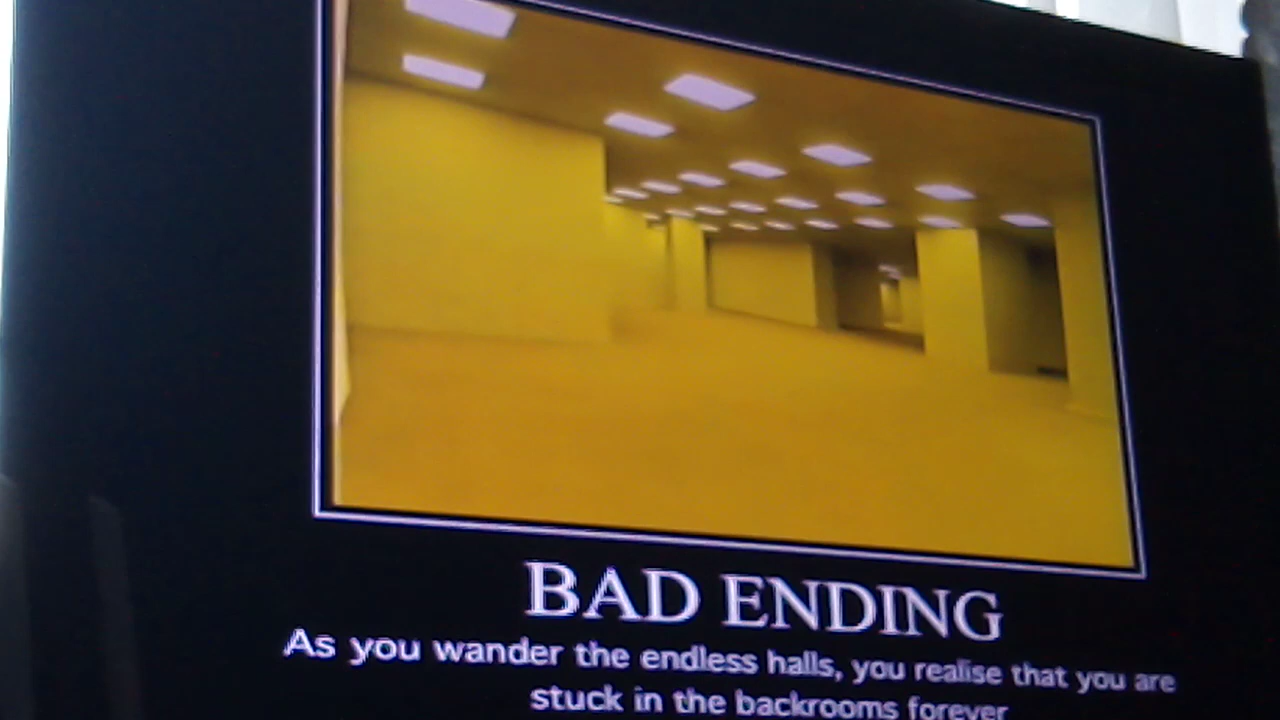 BAD ENDING
As you wander the endless halls, you realise that you are
stuck in the backrooms forever